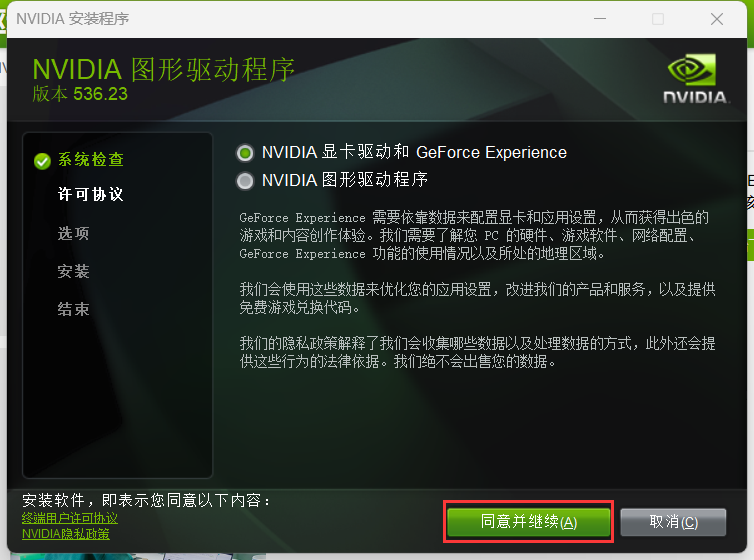 NVIDIA 安装程序
NVIDIA 图形驱动程序
版本 536.23
NVIDIA.
系统检查
许可协议
选项
安装
结束
NVIDIA 显卡驱动和 GeForce Experience
NVIDIA 图形驱动程序
GeForce Experience 需要依靠数据来配置显卡和应用设置，从而获得出色的
游戏和内容创作体验。我们需要了解您 PC 的硬件、游戏软件、网络配置、
GeForce Experience 功能的使用情况以及所处的地理区域。
我们会使用这些数据来优化您的应用设置，改进我们的产品和服务，以及提供
免费游戏兑换代码。
我们的隐私政策解释了我们会收集哪些数据以及处理数据的方式，此外还会提
供这些行为的法律依据。我们绝不会出售您的数据。
安装软件，即表示您同意以下内容：
终端用户许可协议
NVIDIA隐私政策
同意并继续(A)
取消(C)